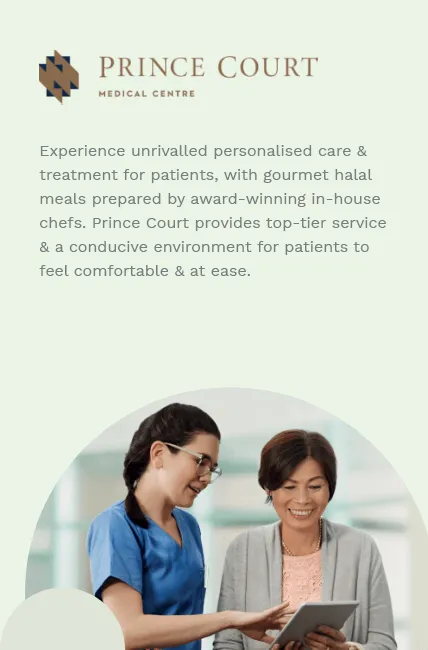 PRINCE COURT
MEDICAL CENTRE
Experience unrivalled personalised care &
treatment for patients, with gourmet halal
meals prepared by award-winning in-house
chefs. Prince Court provides top-tier service
& a conducive environment for patients to
feel comfortable & at ease.